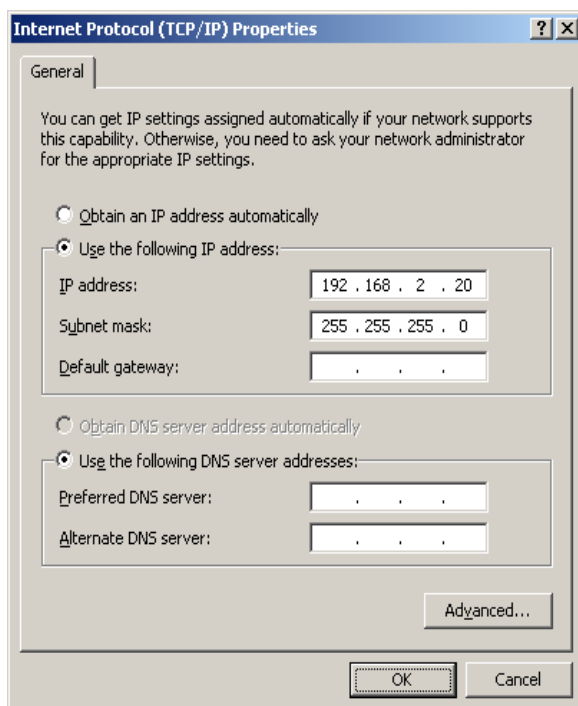 Internet Protocol (TCP/IP) Properties
General
You can get IP settings assigned automatically if your network supports
this capability. Otherwise, you need to ask your network administrator
for the appropriate IP settings.
Obtain an IP address automatically
Use the following IP address:
IP address: 192 . 168 . 2 . 20
Subnet mask: 255 . 255 . 255 . 0
Default gateway: . . .
Obtain DNS server address automatically
Use the following DNS server addresses:
Preferred DNS server: . . .
Alternate DNS server: . . .
Advanced...
OK Cancel